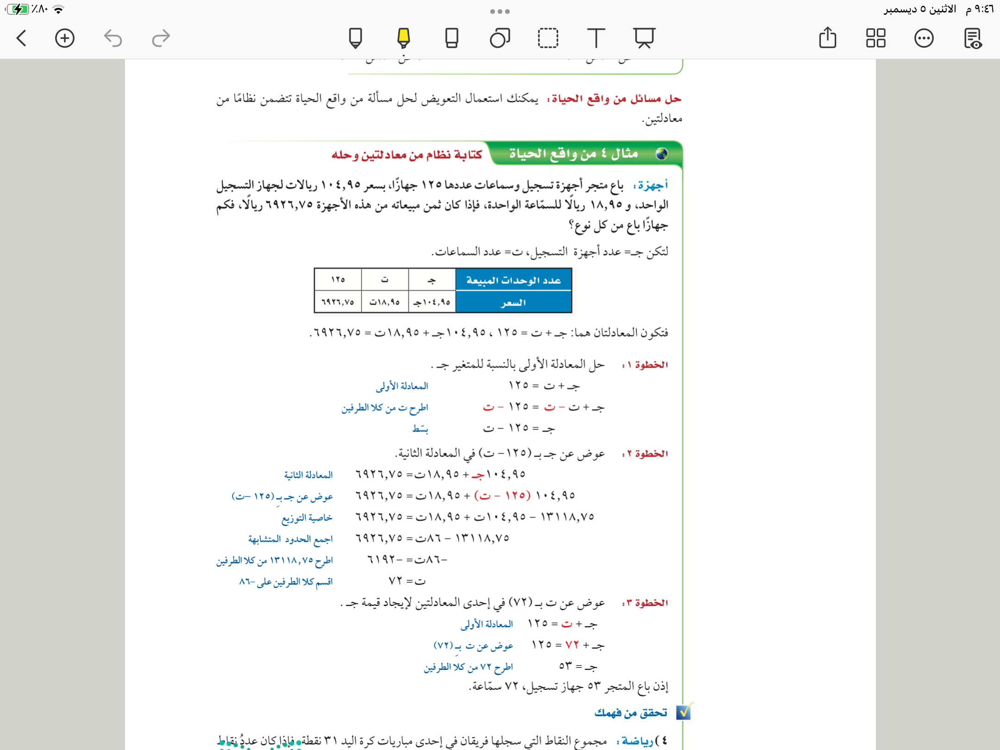 ٩:٤٦ م الاثنين ٥ ديسمبر
٪٨٠
حل مسائل من واقع الحياة: يمكنك استعمال التعويض لحل مسألة من واقع الحياة تتضمن نظامًا من
معادلتين.
مثال ٤ من واقع الحياة كتابة نظام من معادلتين وحله
أجهزة: باع متجر أجهزة تسجيل وسماعات عددها ١٢٥ جهازًا، بسعر ١٠٤,٩٥ ريالات لجهاز التسجيل
الواحد، و ١٨,٩٥ ريالًا للسمّاعة الواحدة، فإذا كان ثمن مبيعاته من هذه الأجهزة ٦٩٢٦,٧٥ ريالًا، فكم
جهازًا باع من كل نوع؟
لتكن جـ= عدد أجهزة التسجيل، ت= عدد السماعات.
عدد الوحدات المبيعة جـ ت ١٢٥
السعر ١٠٤,٩٥جـ ١٨,٩٥ت ٦٩٢٦,٧٥
فتكون المعادلتان هما: جـ + ت = ١٢٥ ، ١٠٤,٩٥جـ + ١٨,٩٥ت = ٦٩٢٦,٧٥.
الخطوة ١: حل المعادلة الأولى بالنسبة للمتغير جـ .
جـ + ت = ١٢٥ المعادلة الأولى
جـ + ت – ت = ١٢٥ – ت اطرح ت من كلا الطرفين
جـ = ١٢٥ – ت بسّط
الخطوة ٢: عوض عن جـ بـ (١٢٥– ت) في المعادلة الثانية.
١٠٤,٩٥جـ + ١٨,٩٥ت= ٦٩٢٦,٧٥ المعادلة الثانية
١٠٤,٩٥ (١٢٥ – ت) + ١٨,٩٥ت = ٦٩٢٦,٧٥ عوض عن جـ بـِ (١٢٥ –ت)
١٣١١٨,٧٥ – ١٠٤,٩٥ت + ١٨,٩٥ت = ٦٩٢٦,٧٥ خاصية التوزيع
١٣١١٨,٧٥ – ٨٦ت = ٦٩٢٦,٧٥ اجمع الحدود المتشابهة
–٨٦ت= –٦١٩٢ اطرح ١٣١١٨,٧٥ من كلا الطرفين
ت= ٧٢ اقسم كلا الطرفين على –٨٦
الخطوة ٣: عوض عن ت بـ (٧٢) في إحدى المعادلتين لإيجاد قيمة جـ .
جـ + ت = ١٢٥ المعادلة الأولى
جـ + ٧٢ = ١٢٥ عوض عن ت بـِ (٧٢)
جـ = ٥٣ اطرح ٧٢ من كلا الطرفين
إذن باع المتجر ٥٣ جهاز تسجيل، ٧٢ سمّاعة.
تحقق من فهمك
٤) رياضة: مجموع النقاط التي سجلها فريقان في إحدى مباريات كرة اليد ٣١ نقطة. فإذا كان عددُ نقاط